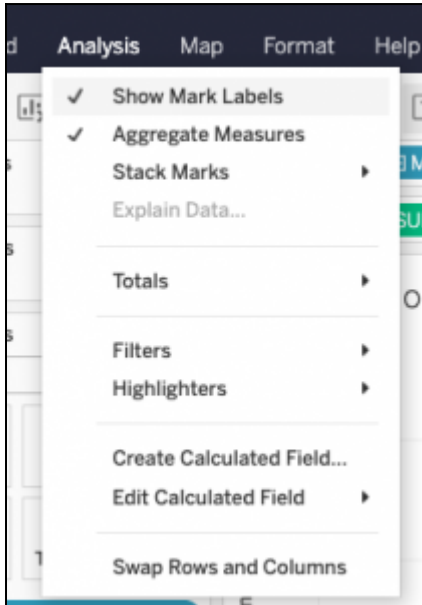 Analysis Map Format Help
Show Mark Labels
Aggregate Measures
Stack Marks
Explain Data...
Totals
Filters
Highlighters
Create Calculated Field...
Edit Calculated Field
Swap Rows and Columns